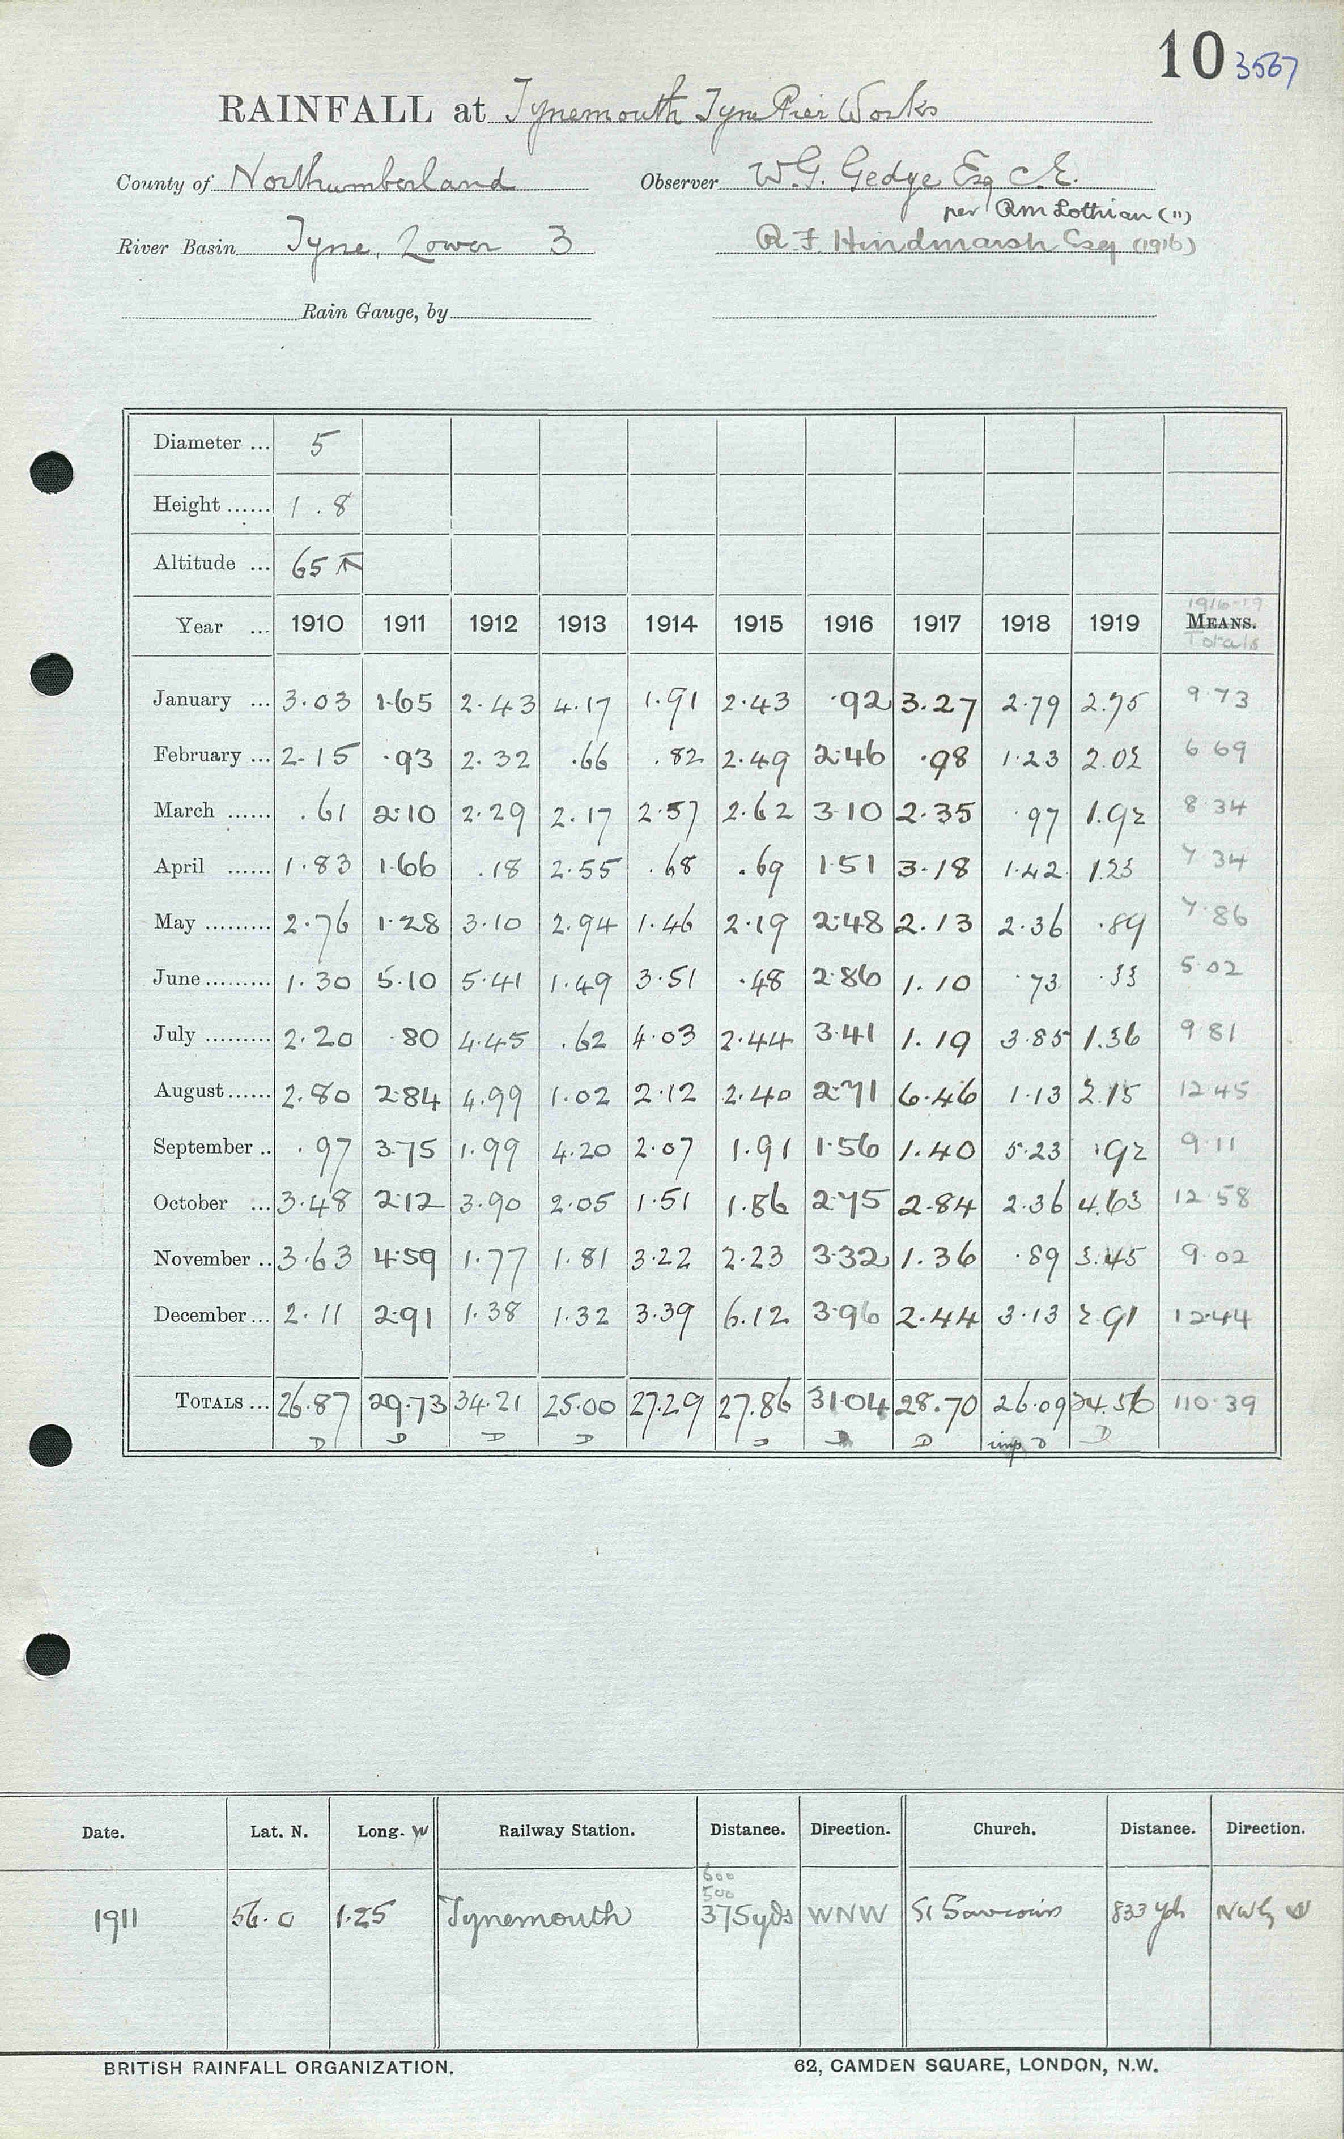 10 3567
RAINFALL at Tynemouth Tyne Pier Works
County of Northumberland Observer W.G. Gedye Esq C.E.
per RM Lothian (")
River Basin Tyne, Lower 3 R.F. Hindmarsh Esq (1916)
Rain Gauge, by
Diameter ... 5
Height ...... 1.8
Altitude ... 65
1916-19
Year ... 1910 1911 1912 1913 1914 1915 1916 1917 1918 1919 MEANS.
Totals
January ... 3.03 1.65 2.43 4.17 1.91 2.43 .92 3.27 2.79 2.75 9.73
February ... 2.15 .93 2.32 .66 .82 2.49 2.46 .98 1.23 2.02 6 69
March ...... .61 2.10 2.29 2.17 2.57 2.62 3.10 2.35 .97 1.92 8.34
April ...... 1.83 1.66 .18 2.55 .68 .69 1.51 3.18 1.42 1.23 7 34
May ......... 2.76 1.28 3.10 2.94 1.46 2.19 2.48 2.13 2.36 .89 7.86
June ......... 1.30 5.10 5.41 1.49 3.51 .48 2.86 1.10 .73 .33 5.02
July ......... 2.20 .80 4.45 .62 4.03 2.44 3.41 1.19 3.85 1.36 9 81
August ...... 2.80 2.84 4.99 1.02 2.12 2.40 2.71 6.46 1.13 2.15 12 45
September .. .97 3.75 1.99 4.20 2.07 1.91 1.56 1.40 5.23 .92 9.11
October ... 3.48 2.12 3.90 2.05 1.51 1.86 2.75 2.84 2.36 4.63 12 58
November .. 3.63 4.59 1.77 1.81 3.22 2.23 3.32 1.36 .89 3.45 9.02
December ... 2.11 2.91 1.38 1.32 3.39 6.12 3.96 2.44 3.13 2.91 12.44
TOTALS ... 26.87 29.73 34.21 25.00 27.29 27.86 31.04 28.70 26.09 24.56 110.39
D D D D D D D imp D D
Date. Lat. N. Long. W Railway Station. Distance. Direction. Church. Distance. Direction.
600
500
1911 56.0 1.25 Tynemouth 375 yds WNW St Saviours 833 yds NW by W
BRITISH RAINFALL ORGANIZATION. 62, CAMDEN SQUARE, LONDON, N.W.